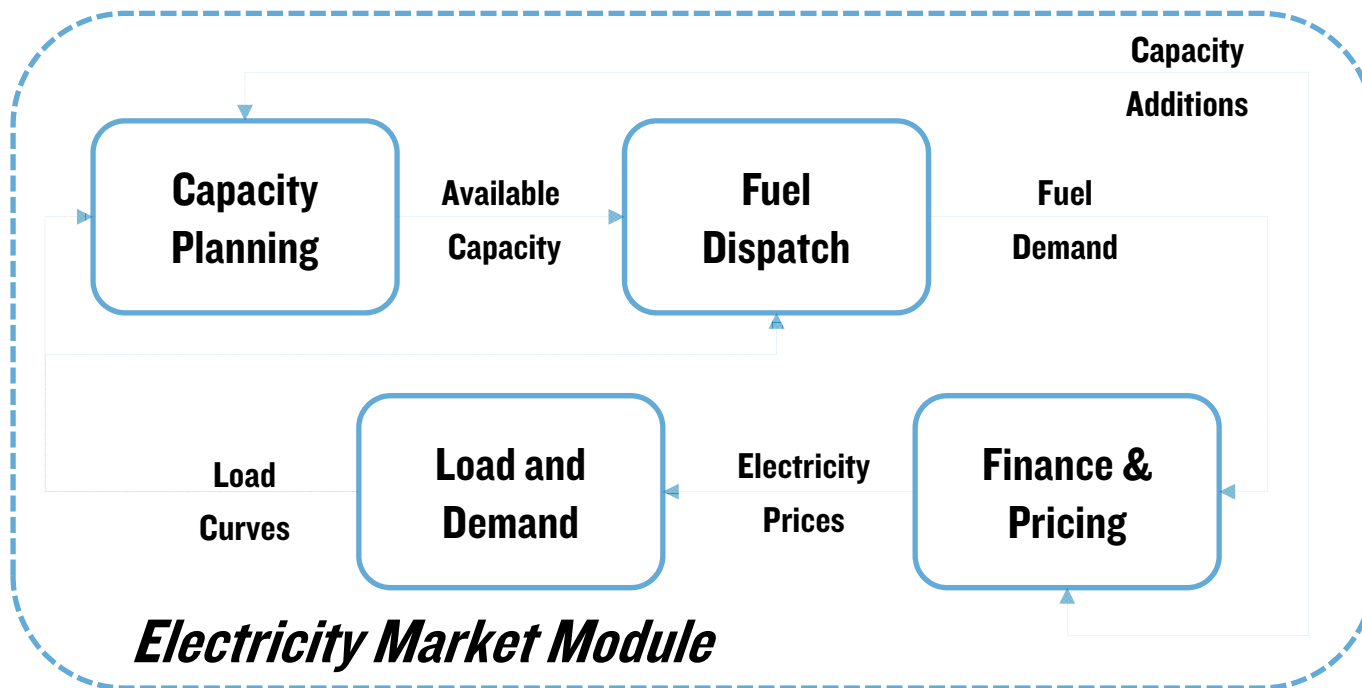 Capacity
Additions
Capacity
Planning
Available
Capacity
Fuel
Dispatch
Fuel
Demand
Load
Curves
Load and
Demand
Electricity
Prices
Finance &
Pricing
Electricity Market Module